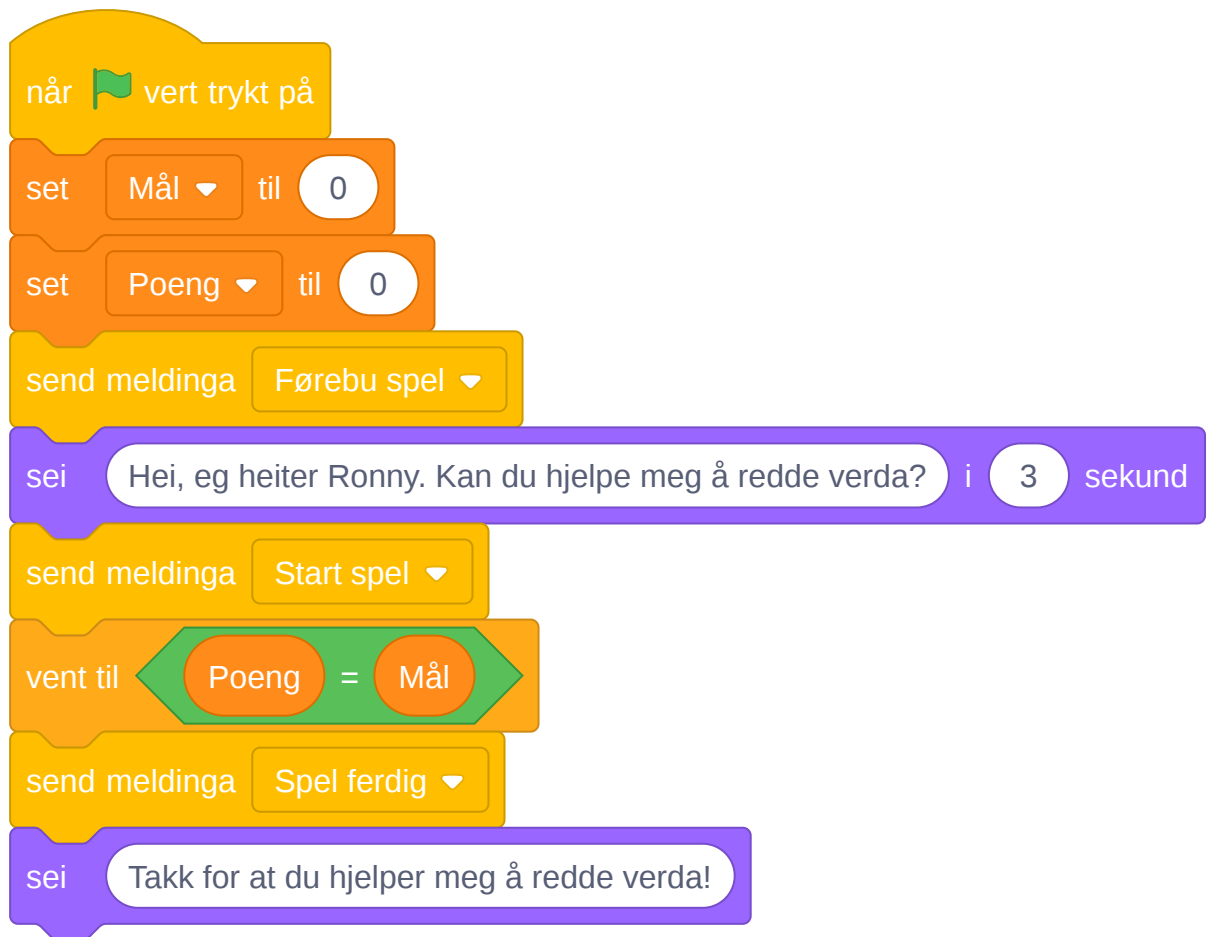 når vert trykt på
set Mål til 0
set Poeng til 0
send meldinga Førebu spel
sei Hei, eg heiter Ronny. Kan du hjelpe meg å redde verda? i 3 sekund
send meldinga Start spel
vent til Poeng = Mål
send meldinga Spel ferdig
sei Takk for at du hjelper meg å redde verda!